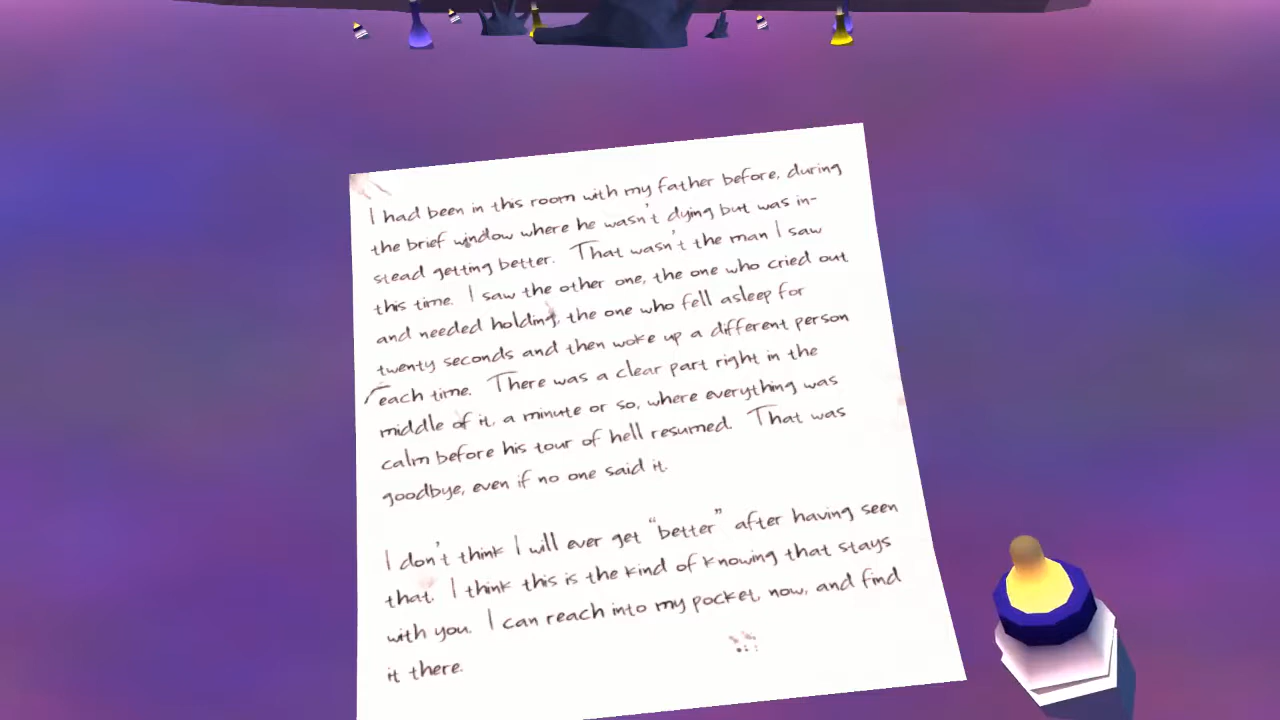 I had been in this room with my father before, during
the brief window where he wasn't dying but was in-
stead getting better. That wasn't the man I saw
this time. I saw the other one, the one who cried out
and needed holding, the one who fell asleep for
twenty seconds and then woke up a different person
each time. There was a clear part right in the
middle of it, a minute or so, where everything was
calm before his tour of hell resumed. That was
goodbye, even if no one said it.
I don't think I will ever get "better" after having seen
that. I think this is the kind of knowing that stays
with you. I can reach into my pocket, now, and find
it there.